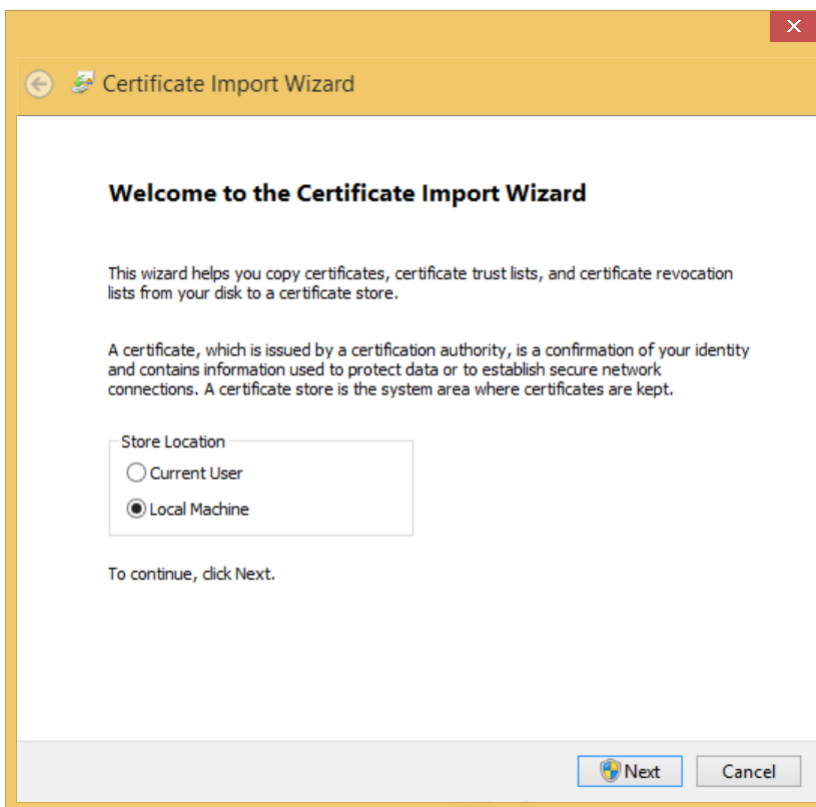 Certificate Import Wizard
Welcome to the Certificate Import Wizard
This wizard helps you copy certificates, certificate trust lists, and certificate revocation
lists from your disk to a certificate store.
A certificate, which is issued by a certification authority, is a confirmation of your identity
and contains information used to protect data or to establish secure network
connections. A certificate store is the system area where certificates are kept.
Store Location
Current User
Local Machine
To continue, click Next.
Next Cancel